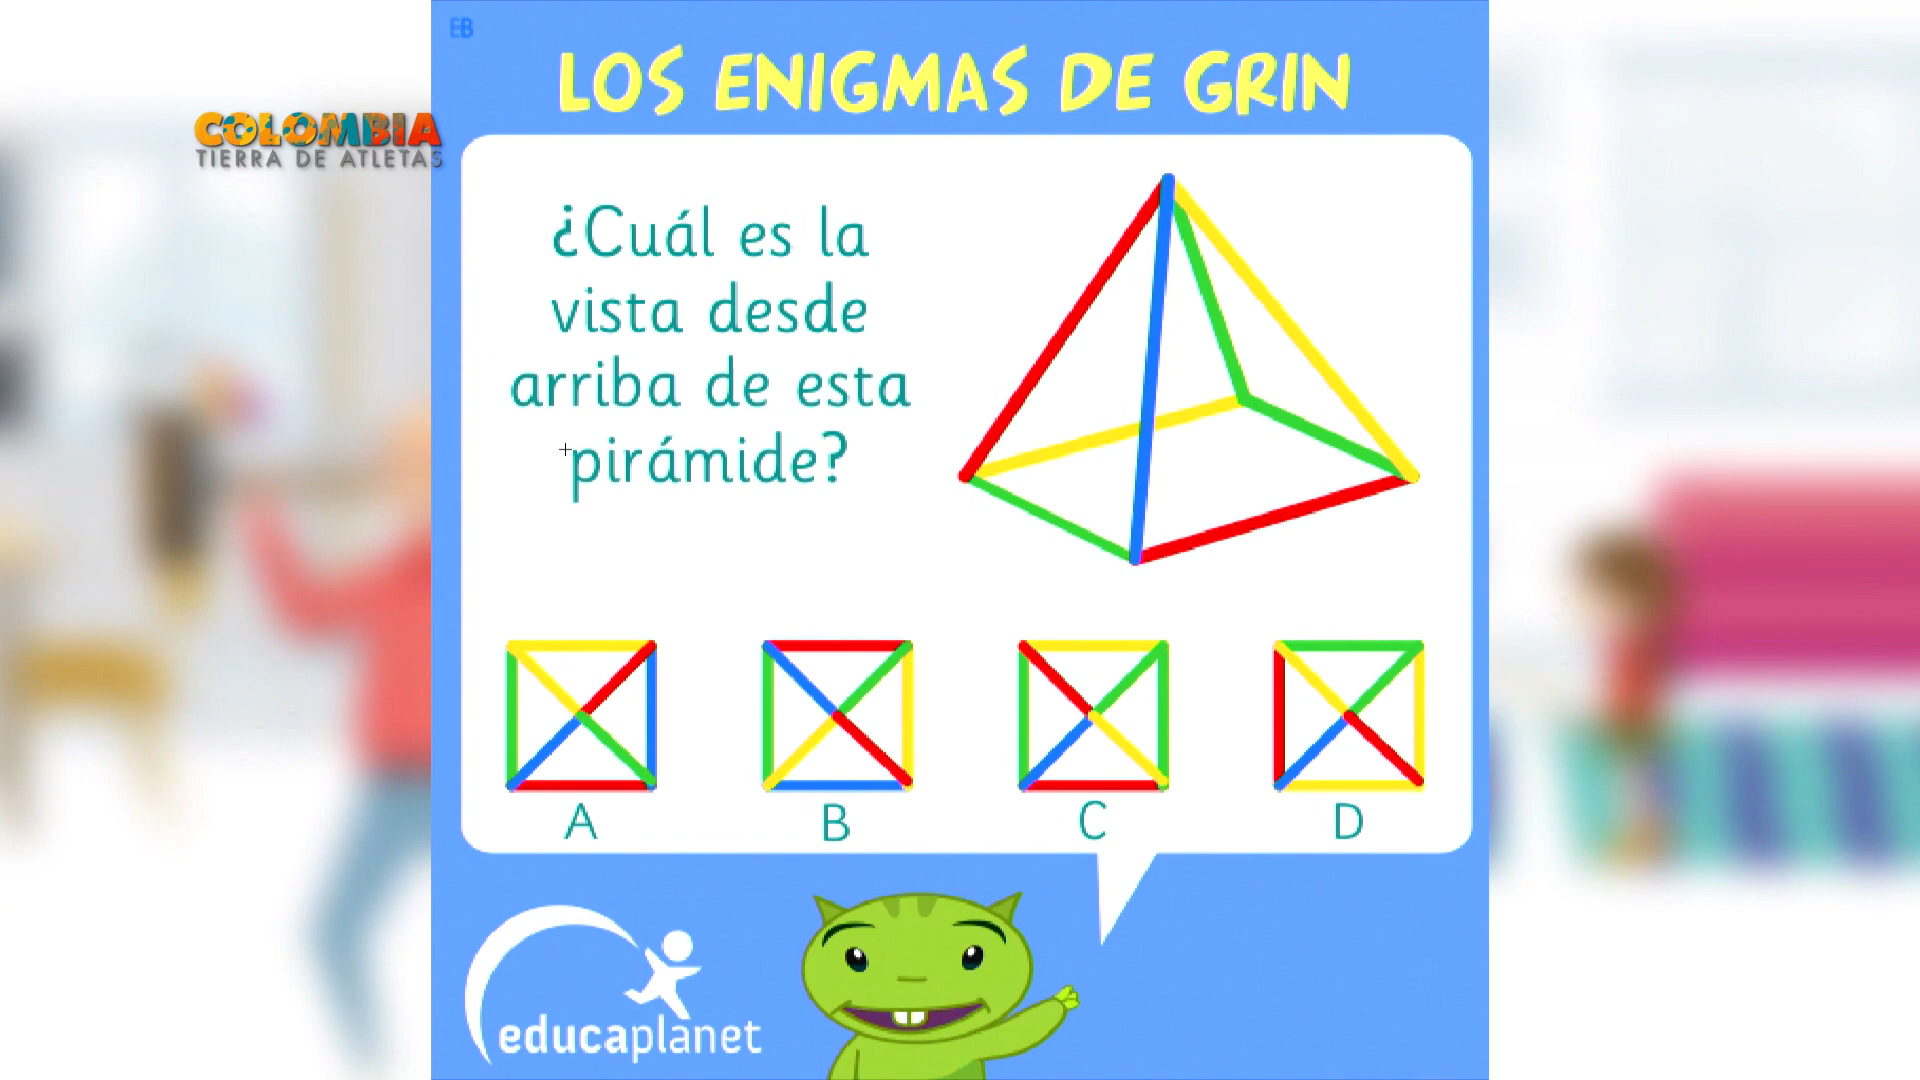 EB
LOS ENIGMAS DE GRIN
COLOMBIA
TIERRA DE ATLETAS
¿Cuál es la
vista desde
arriba de esta
pirámide?
A
B
C
D
educaplanet